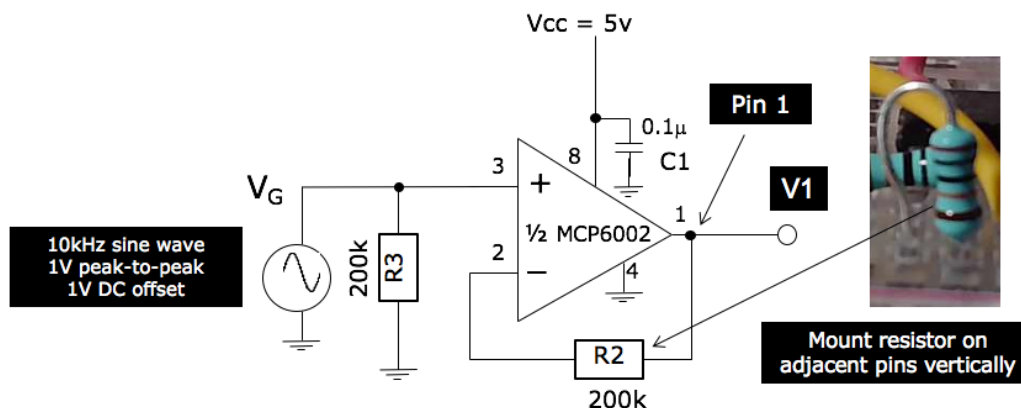 Vcc = 5v
Pin 1
0.1µ
C1
8
3
+
V1
VG
1
½ MCP6002
10kHz sine wave
1V peak-to-peak
1V DC offset
200k
R3
2
−
4
R2
200k
Mount resistor on
adjacent pins vertically